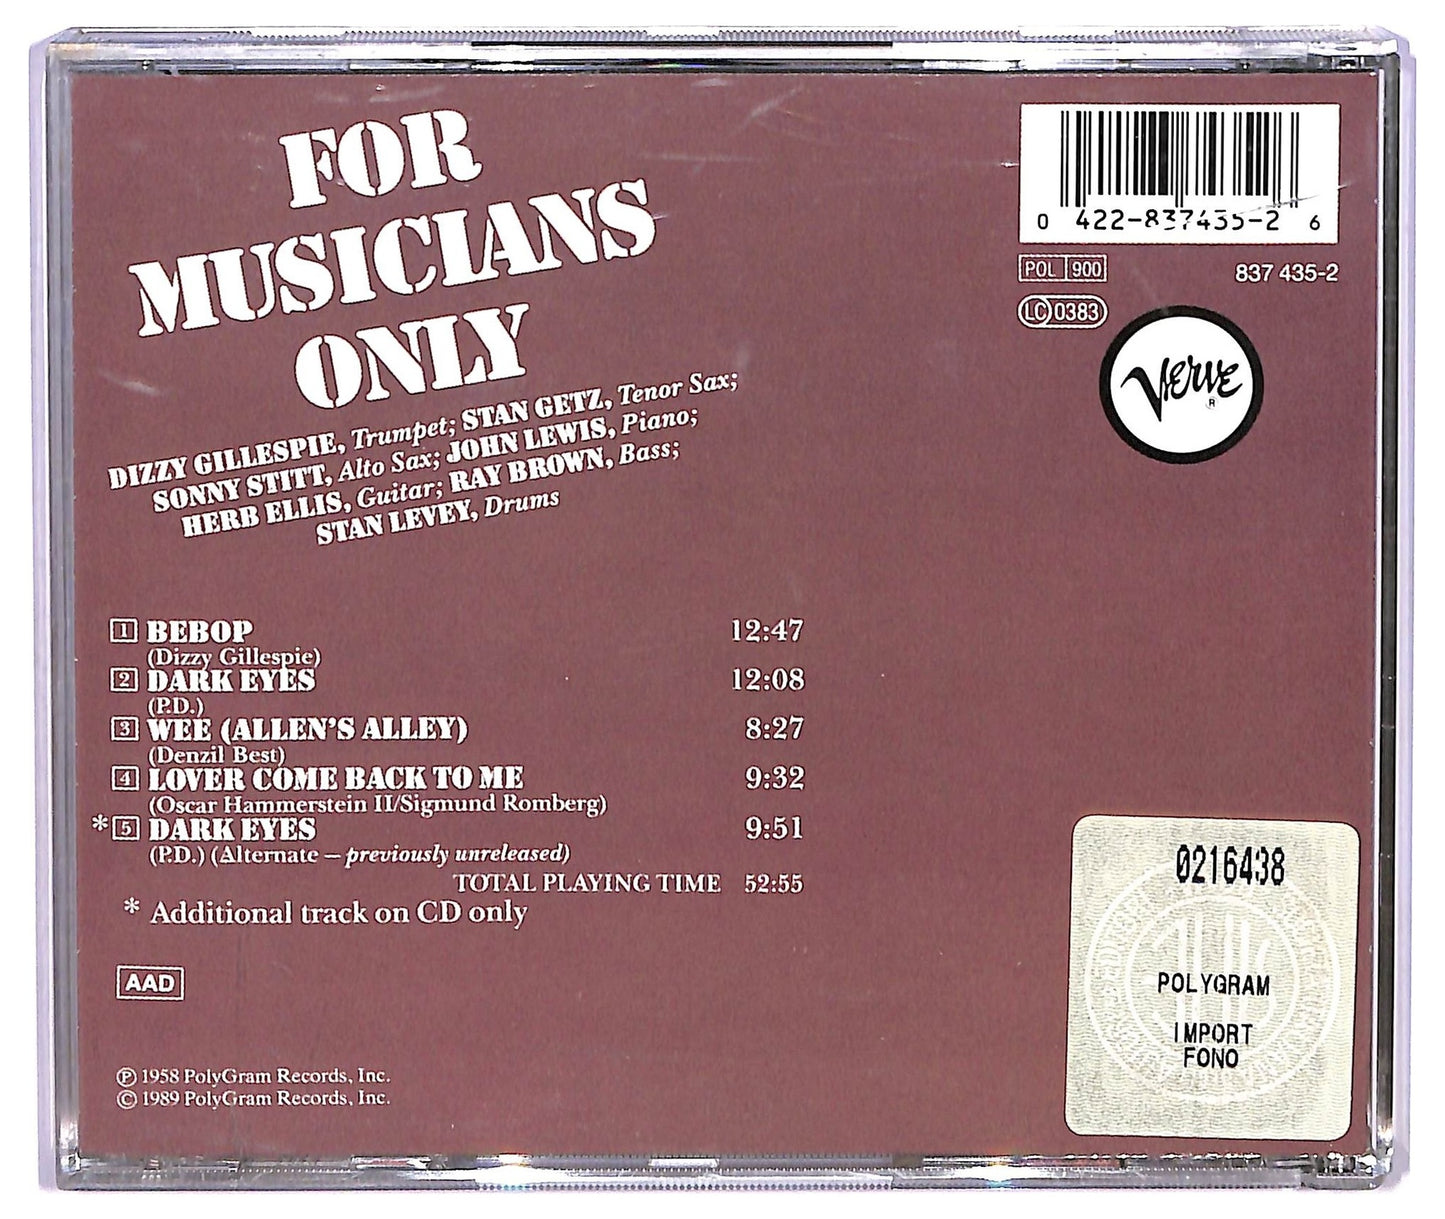 FOR
MUSICIANS
ONLY
DIZZY GILLESPIE, Trumpet; STAN GETZ, Tenor Sax;
SONNY STITT, Alto Sax; JOHN LEWIS, Piano;
HERB ELLIS, Guitar; RAY BROWN, Bass;
STAN LEVEY, Drums
0 422-837435-2 6
POL 900 837 435-2
LC 0383
VERVE
®
1 BEBOP 12:47
(Dizzy Gillespie)
2 DARK EYES 12:08
(P.D.)
3 WEE (ALLEN'S ALLEY) 8:27
(Denzil Best)
4 LOVER COME BACK TO ME 9:32
(Oscar Hammerstein II/Sigmund Romberg)
*5 DARK EYES 9:51
(P.D.) (Alternate – previously unreleased)
TOTAL PLAYING TIME 52:55
* Additional track on CD only
AAD
℗ 1958 PolyGram Records, Inc.
© 1989 PolyGram Records, Inc.
0216438
POLYGRAM
IMPORT
FONO